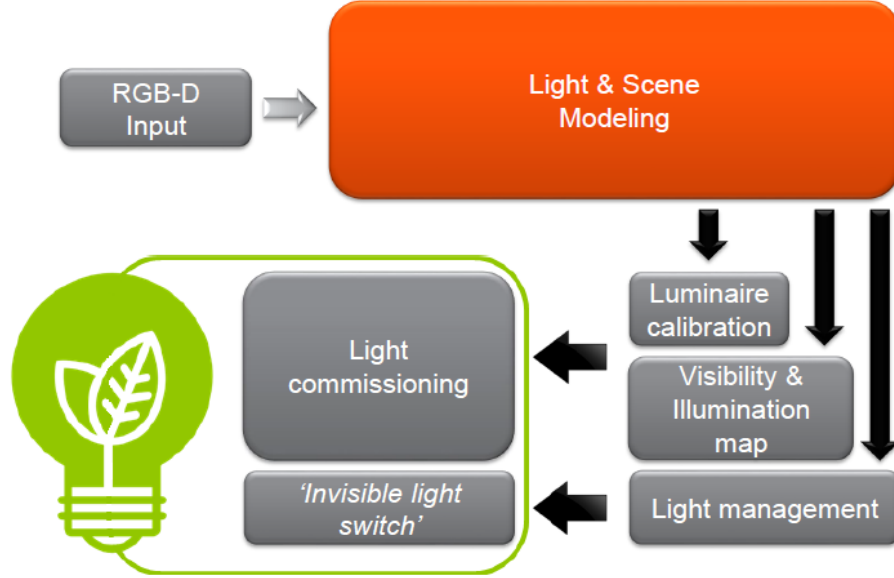 RGB-D
Input
Light & Scene
Modeling
Luminaire
calibration
Light
commissioning
Visibility &
Illumination
map
'Invisible light
switch'
Light management